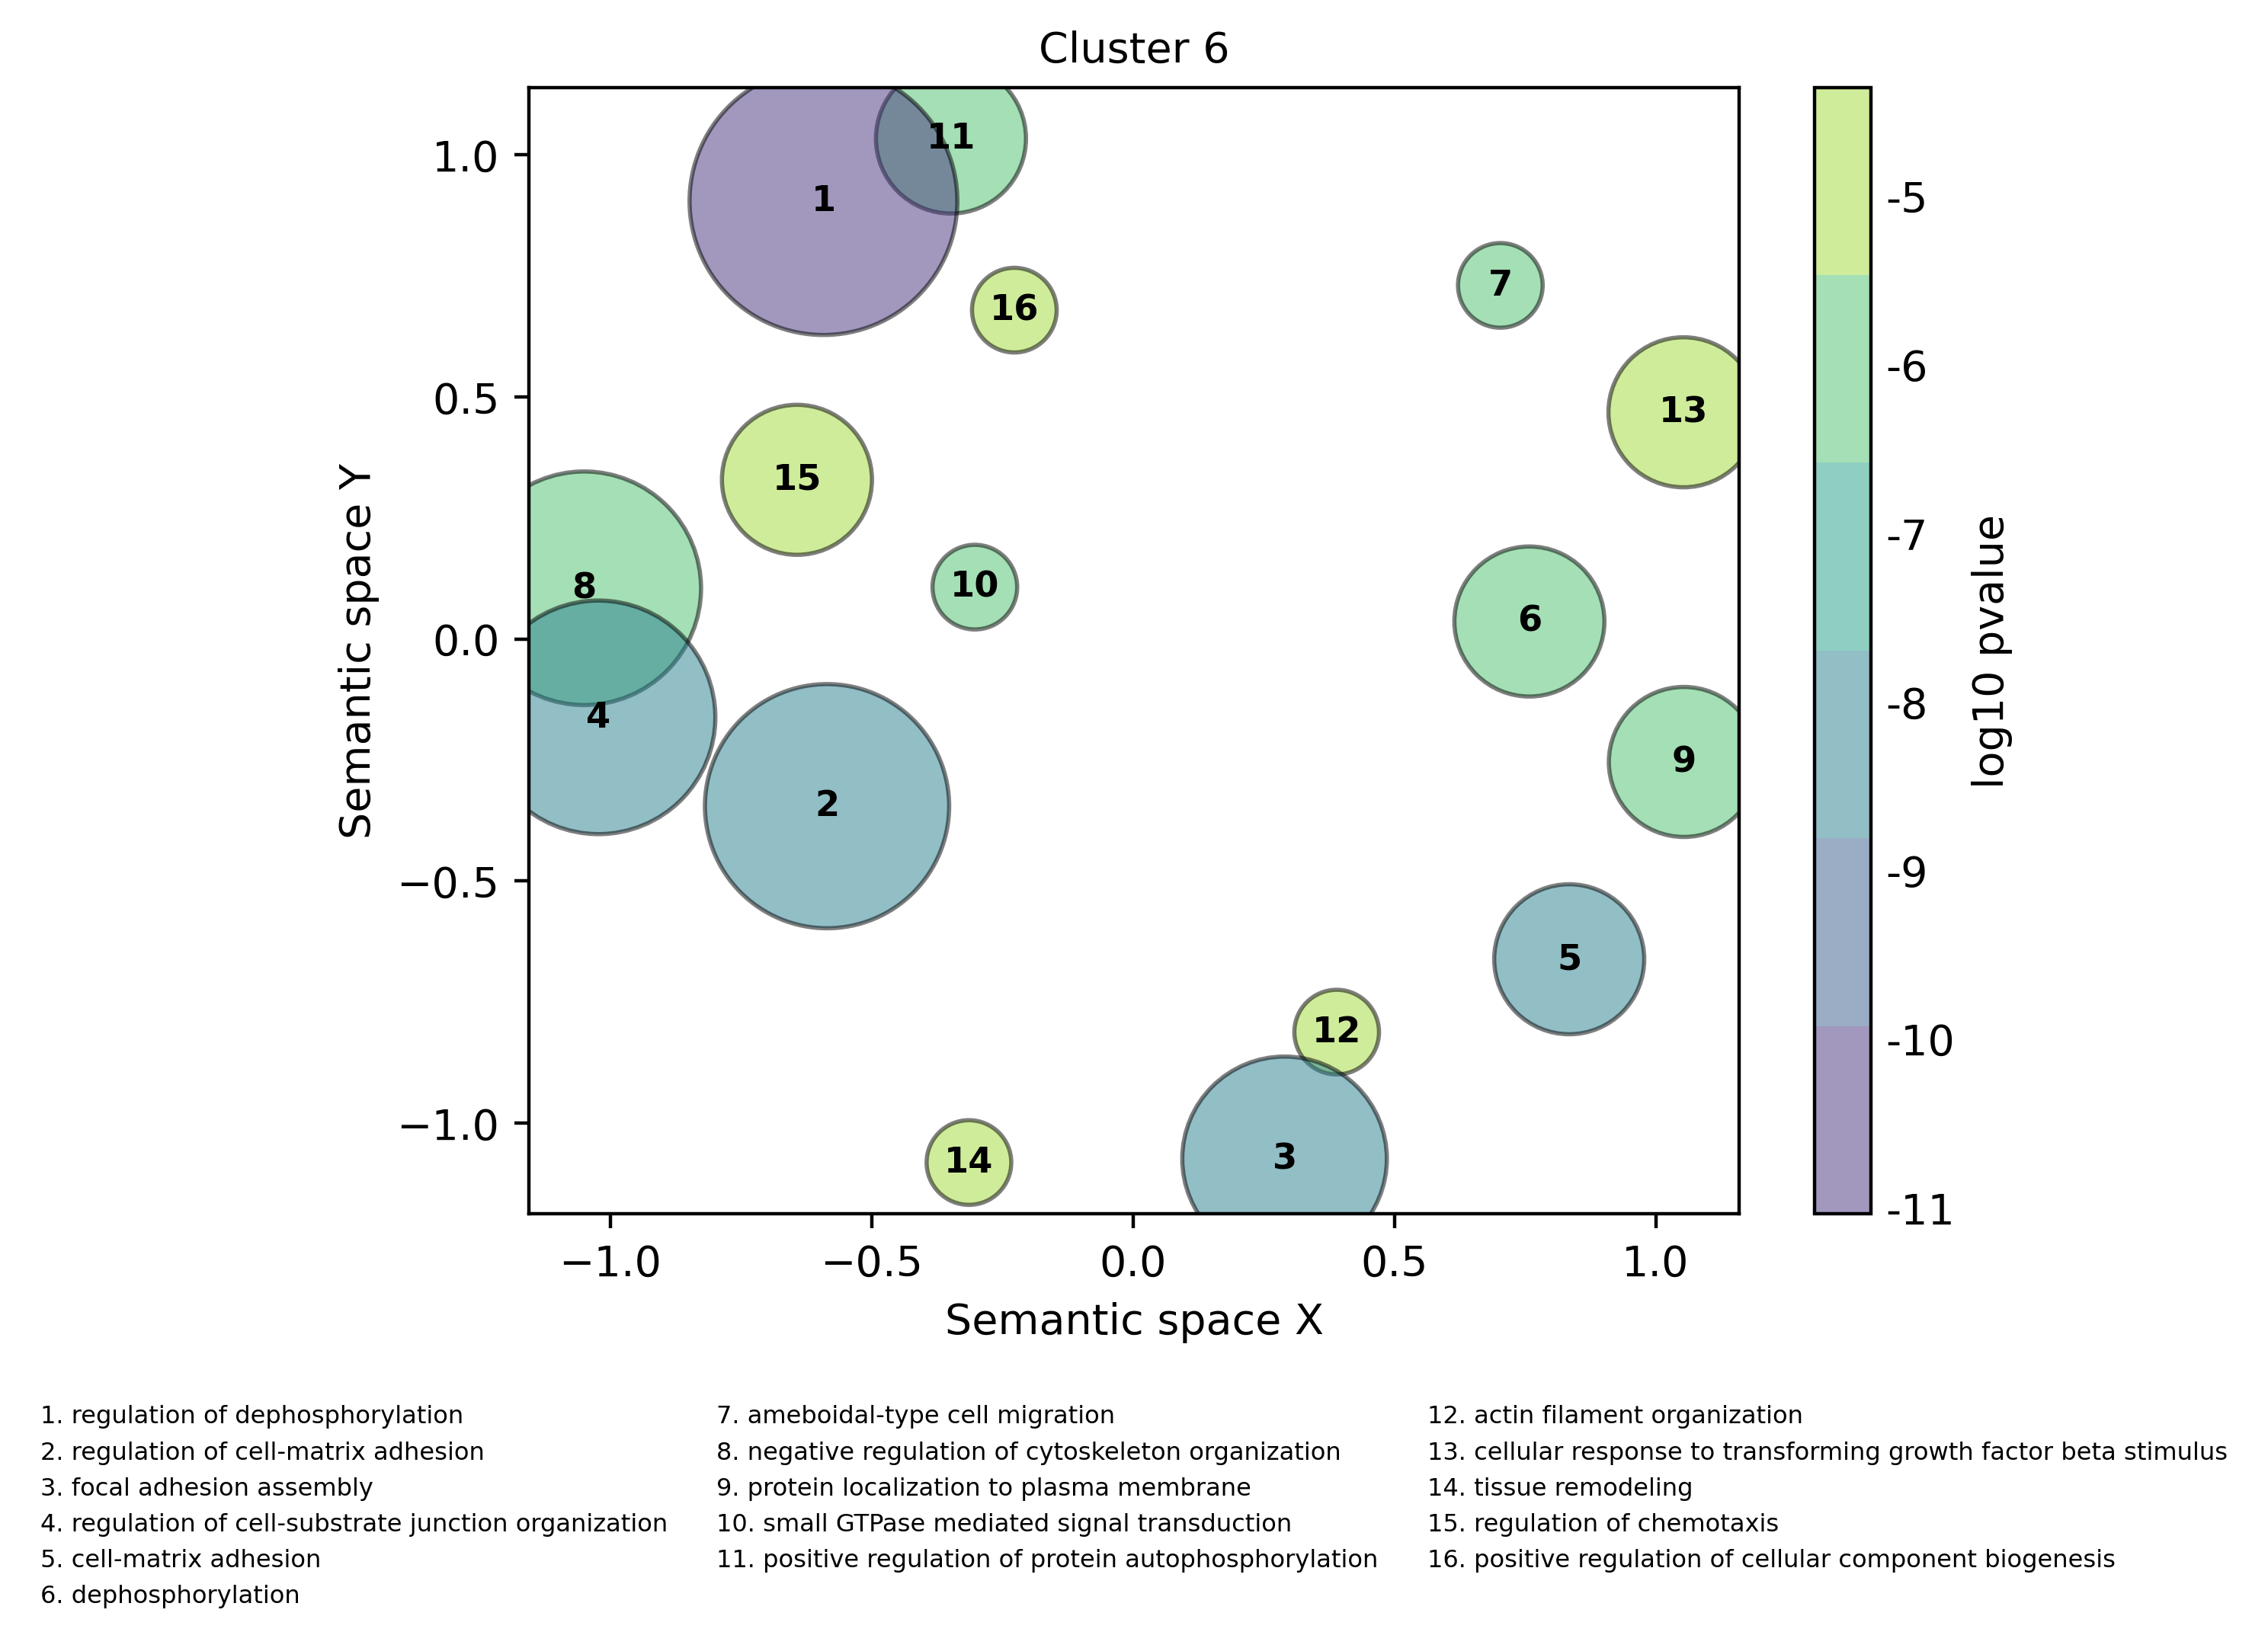 Cluster 6
1.0
0.5
0.0
−0.5
−1.0
Semantic space Y
1
11
16
7
13
15
8
10
6
4
2
9
5
12
3
14
-5
-6
-7
-8
-9
-10
-11
log10 pvalue
−1.0
−0.5
0.0
0.5
1.0
Semantic space X
1. regulation of dephosphorylation
2. regulation of cell-matrix adhesion
3. focal adhesion assembly
4. regulation of cell-substrate junction organization
5. cell-matrix adhesion
6. dephosphorylation
7. ameboidal-type cell migration
8. negative regulation of cytoskeleton organization
9. protein localization to plasma membrane
10. small GTPase mediated signal transduction
11. positive regulation of protein autophosphorylation
12. actin filament organization
13. cellular response to transforming growth factor beta stimulus
14. tissue remodeling
15. regulation of chemotaxis
16. positive regulation of cellular component biogenesis